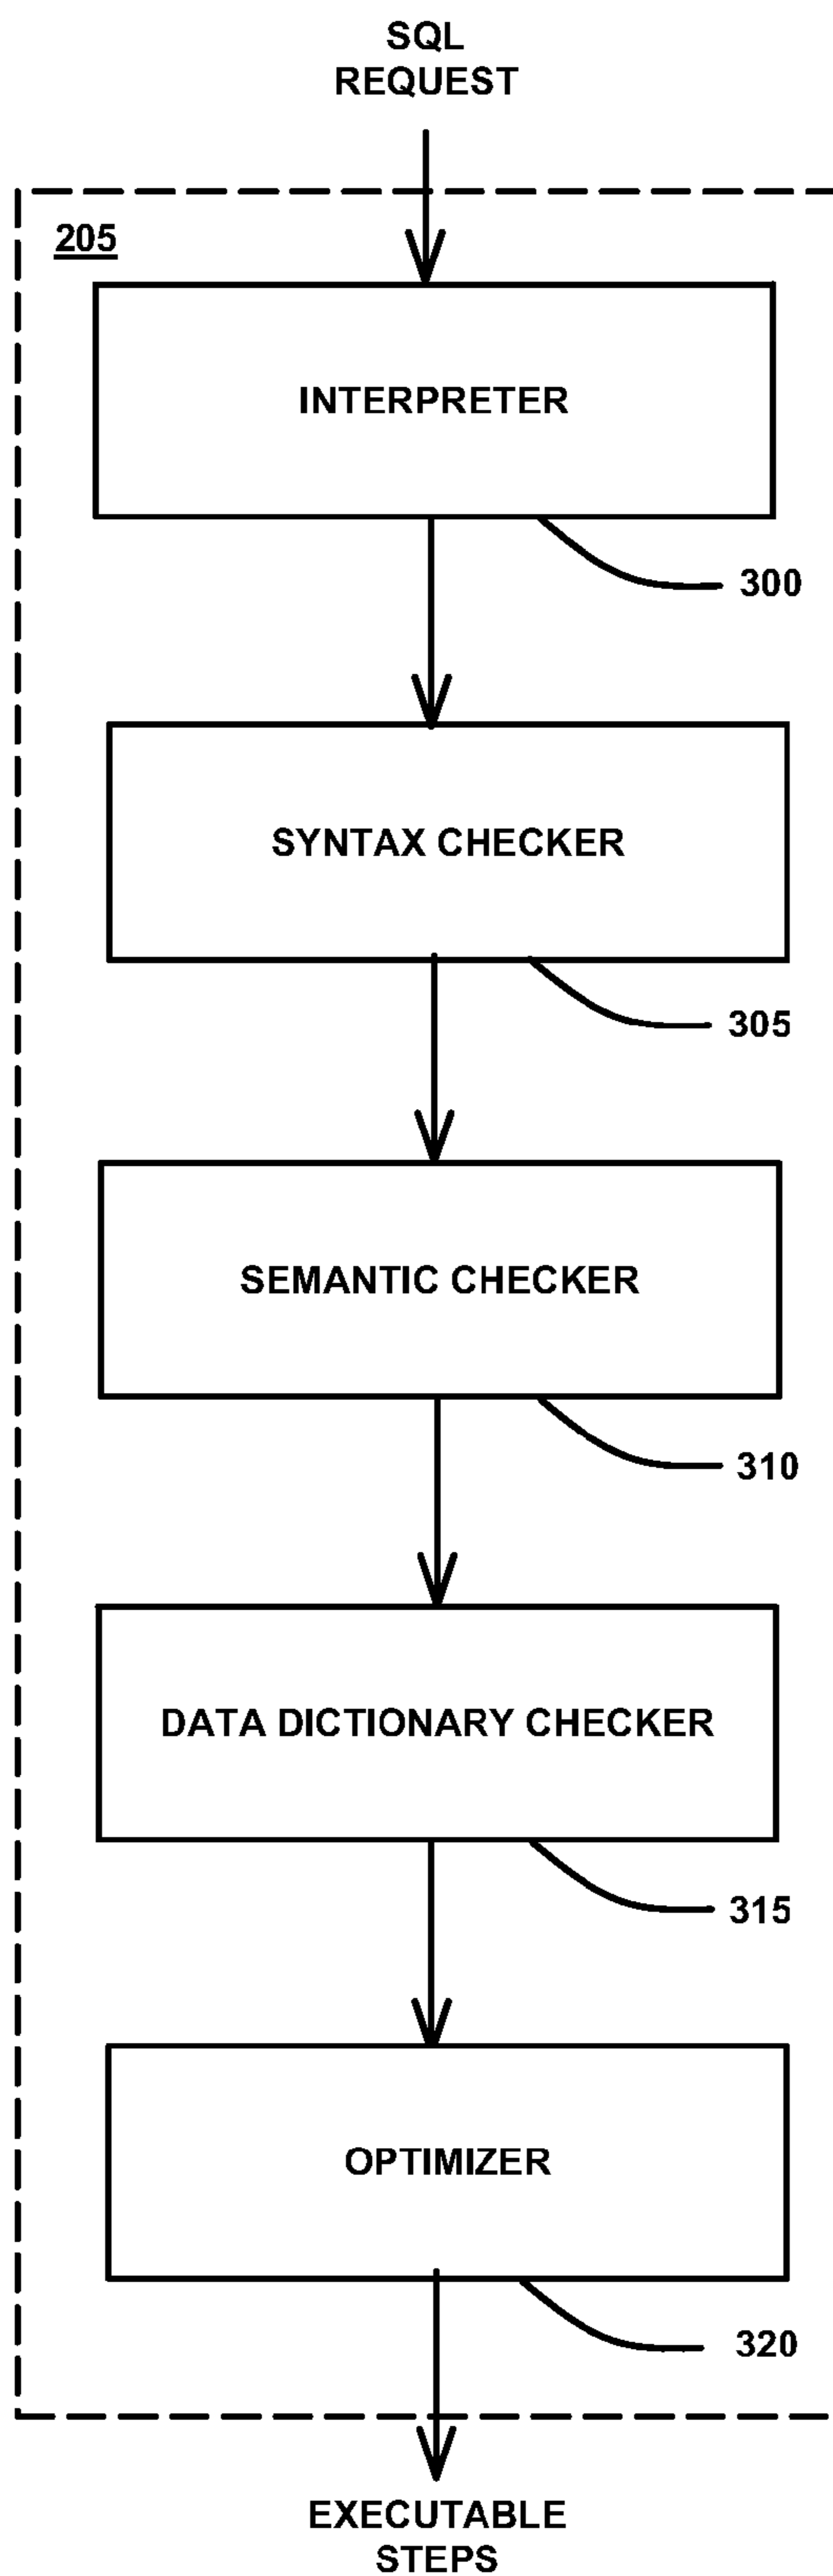 SQL
REQUEST
205
INTERPRETER
300
SYNTAX CHECKER
305
SEMANTIC CHECKER
310
DATA DICTIONARY CHECKER
315
OPTIMIZER
320
EXECUTABLE
STEPS